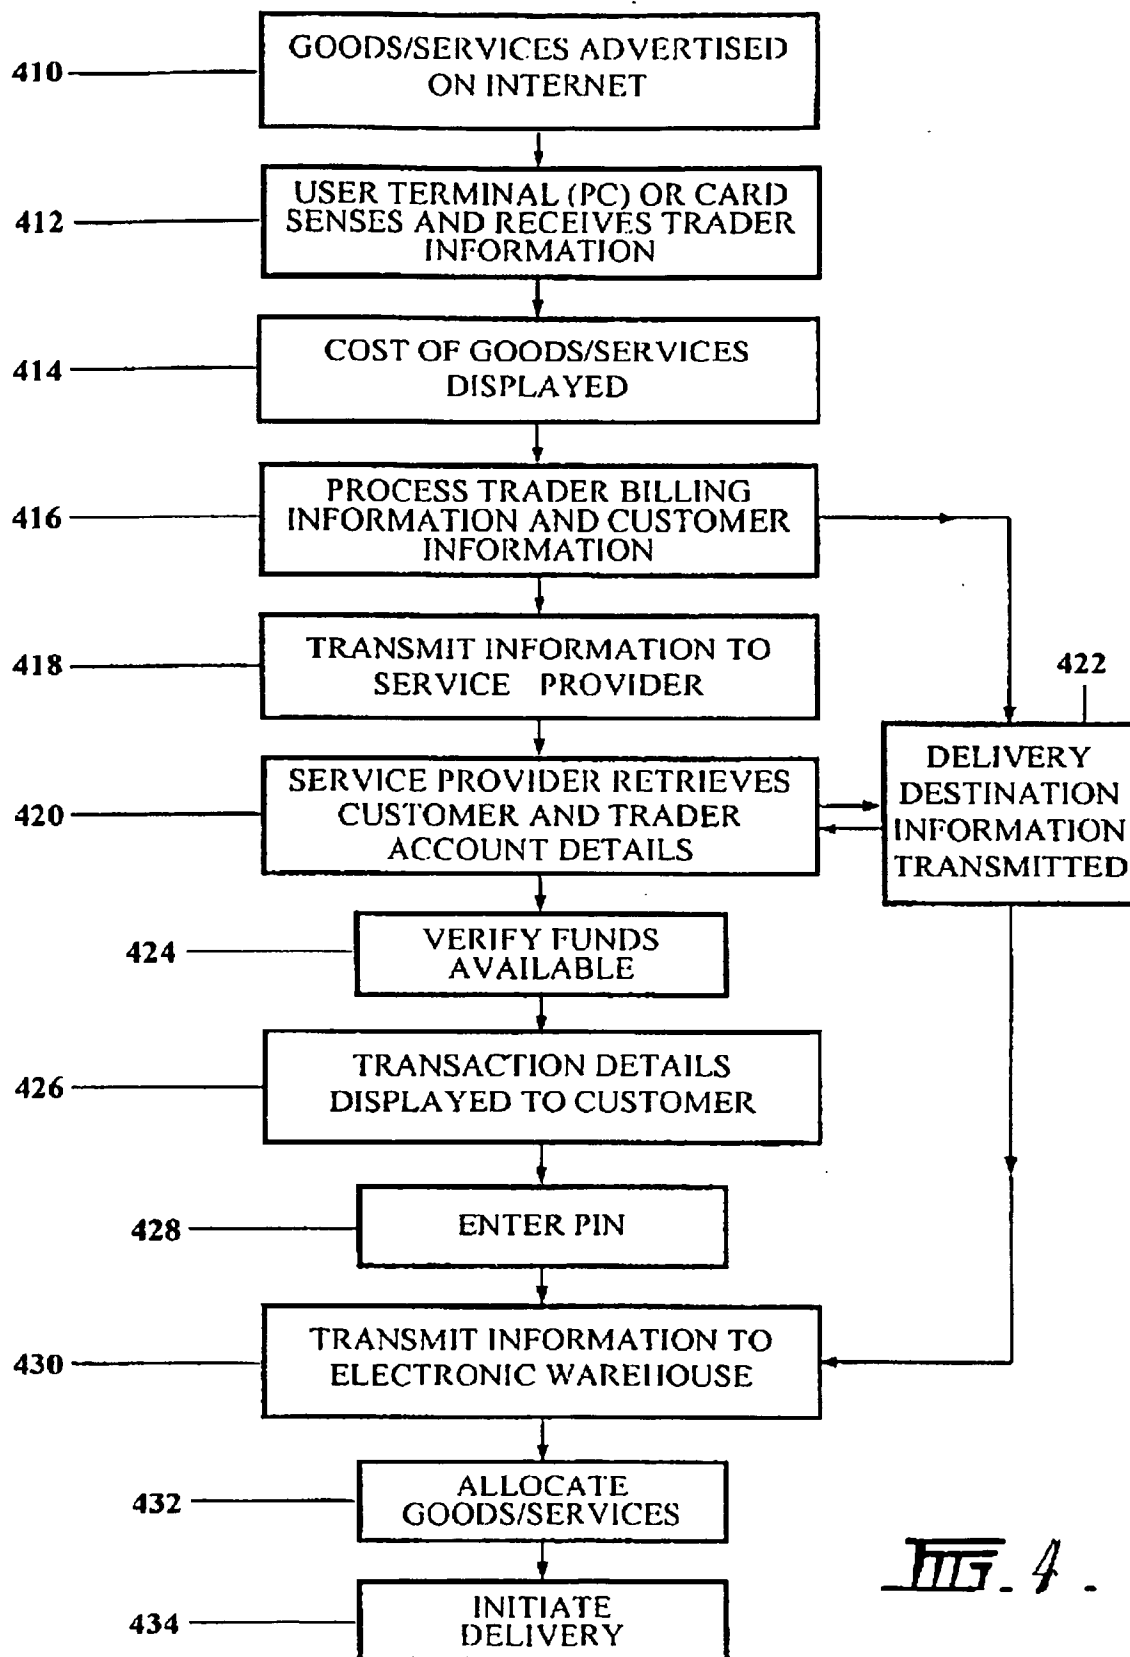 GOODS/SERVICES ADVERTISED
ON INTERNET
410
USER TERMINAL (PC) OR CARD
SENSES AND RECEIVES TRADER
INFORMATION
412
COST OF GOODS/SERVICES
DISPLAYED
414
PROCESS TRADER BILLING
INFORMATION AND CUSTOMER
INFORMATION
416
TRANSMIT INFORMATION TO
SERVICE PROVIDER
418
422
DELIVERY
DESTINATION
INFORMATION
TRANSMITTED
SERVICE PROVIDER RETRIEVES
CUSTOMER AND TRADER
ACCOUNT DETAILS
420
VERIFY FUNDS
AVAILABLE
424
TRANSACTION DETAILS
DISPLAYED TO CUSTOMER
426
ENTER PIN
428
TRANSMIT INFORMATION TO
ELECTRONIC WAREHOUSE
430
ALLOCATE
GOODS/SERVICES
432
INITIATE
DELIVERY
434
FIG. 4.